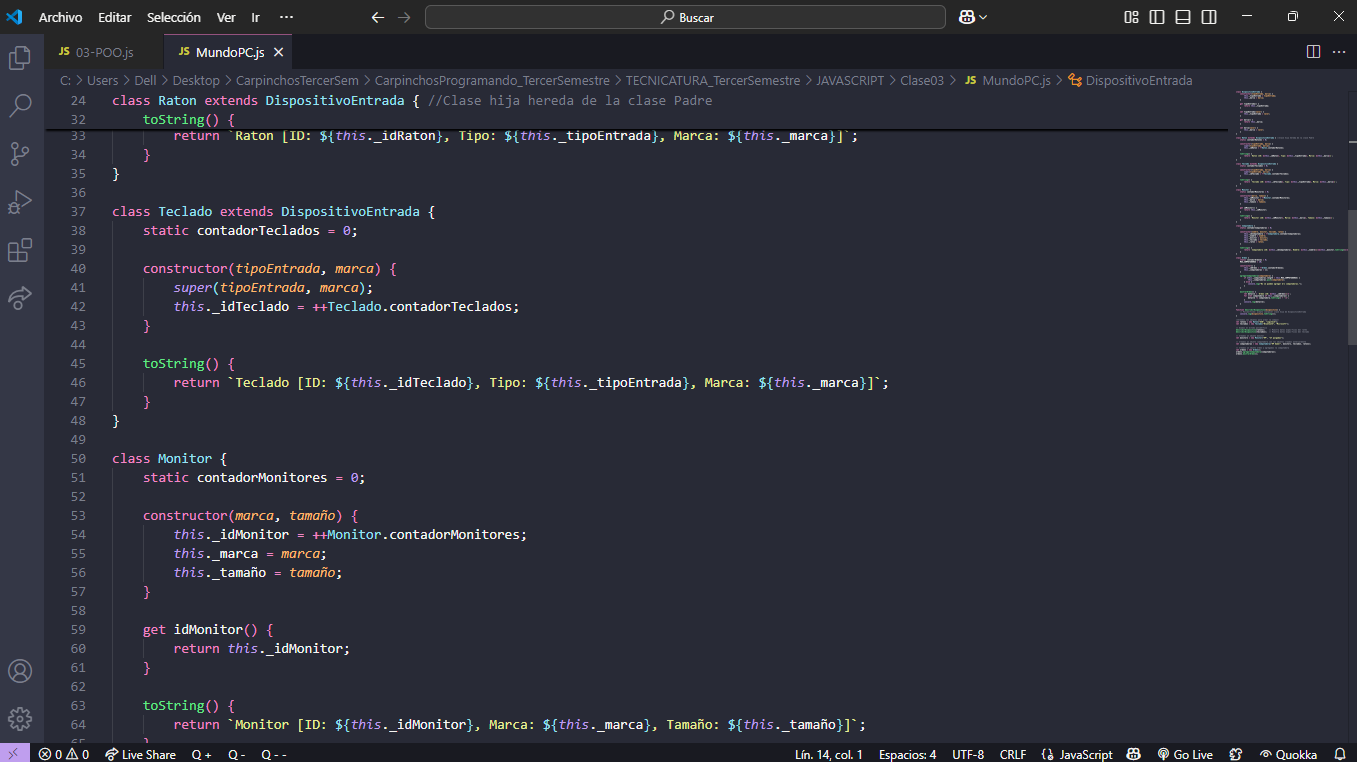 Archivo Editar Selección Ver Ir ··· Buscar
JS 03-POO.js JS MundoPC.js
C: > Users > Dell > Desktop > CarpinchosTercerSem > CarpinchosProgramando_TercerSemestre > TECNICATURA_TercerSemestre > JAVASCRIPT > Clase03 > JS MundoPC.js > DispositivoEntrada
24 class Raton extends DispositivoEntrada { //Clase hija hereda de la clase Padre
32 toString() {
33 return `Raton [ID: ${this._idRaton}, Tipo: ${this._tipoEntrada}, Marca: ${this._marca}]`;
34 }
35 }
36
37 class Teclado extends DispositivoEntrada {
38 static contadorTeclados = 0;
39
40 constructor(tipoEntrada, marca) {
41 super(tipoEntrada, marca);
42 this._idTeclado = ++Teclado.contadorTeclados;
43 }
44
45 toString() {
46 return `Teclado [ID: ${this._idTeclado}, Tipo: ${this._tipoEntrada}, Marca: ${this._marca}]`;
47 }
48 }
49
50 class Monitor {
51 static contadorMonitores = 0;
52
53 constructor(marca, tamaño) {
54 this._idMonitor = ++Monitor.contadorMonitores;
55 this._marca = marca;
56 this._tamaño = tamaño;
57 }
58
59 get idMonitor() {
60 return this._idMonitor;
61 }
62
63 toString() {
64 return `Monitor [ID: ${this._idMonitor}, Marca: ${this._marca}, Tamaño: ${this._tamaño}]`;
65 }
0 0 Live Share Q + Q - Q - - Lín. 14, col. 1 Espacios: 4 UTF-8 CRLF {} JavaScript Go Live Quokka